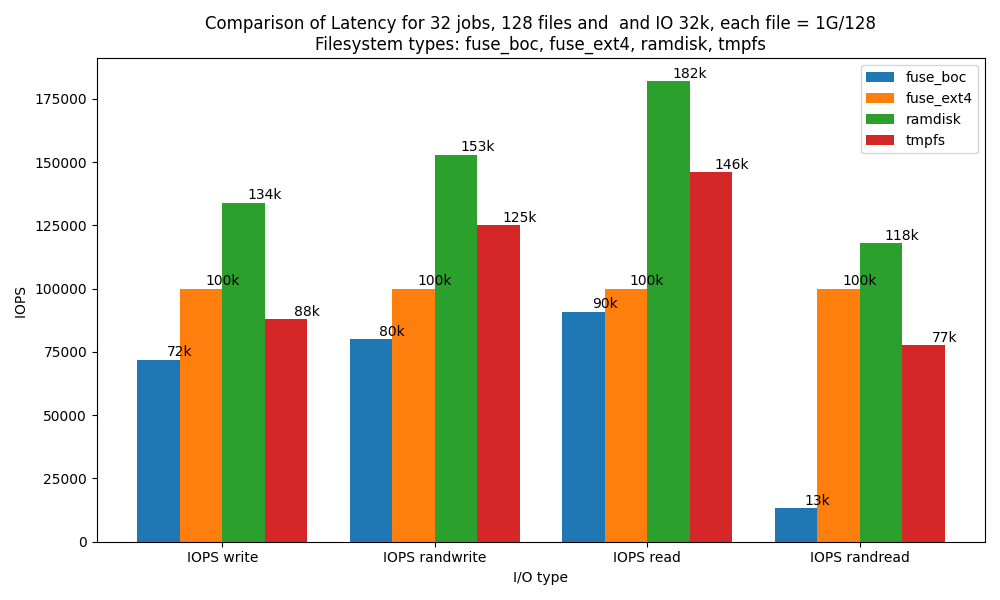 Comparison of Latency for 32 jobs, 128 files and  and IO 32k, each file = 1G/128
Filesystem types: fuse_boc, fuse_ext4, ramdisk, tmpfs
fuse_boc
fuse_ext4
ramdisk
tmpfs
IOPS
175000
150000
125000
100000
75000
50000
25000
0
72k
100k
134k
88k
80k
100k
153k
125k
90k
100k
182k
146k
13k
100k
118k
77k
IOPS write
IOPS randwrite
IOPS read
IOPS randread
I/O type